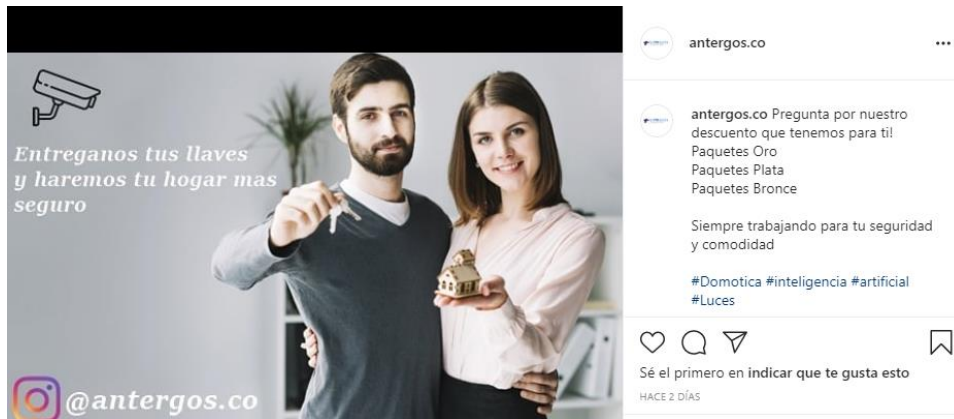 Entreganos tus llaves
y haremos tu hogar mas
seguro
@antergos.co
antergos.co
antergos.co Pregunta por nuestro
descuento que tenemos para ti!
Paquetes Oro
Paquetes Plata
Paquetes Bronce
Siempre trabajando para tu seguridad
y comodidad
#Domotica #inteligencia #artificial
#Luces
Sé el primero en indicar que te gusta esto
HACE 2 DÍAS